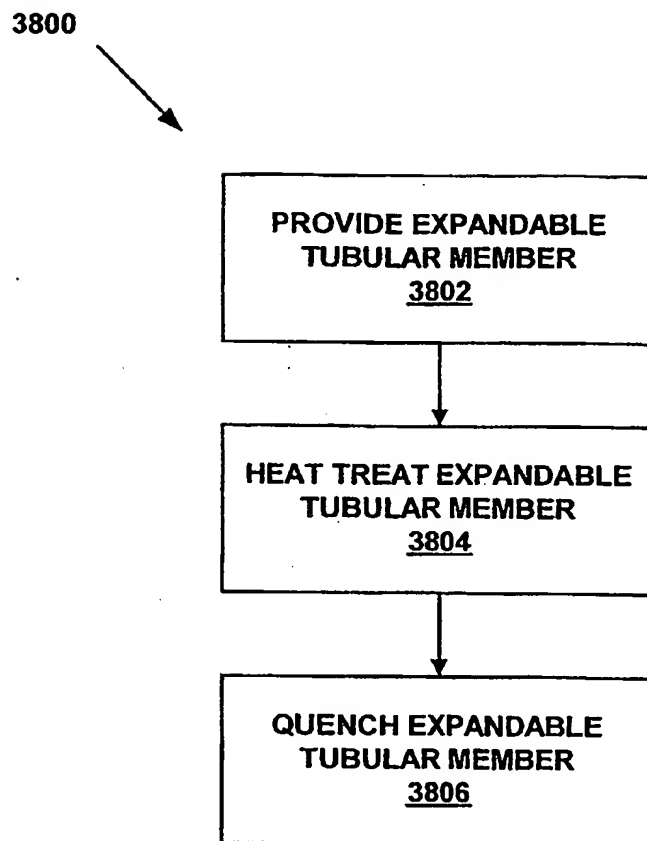 3800
PROVIDE EXPANDABLE
TUBULAR MEMBER
3802
HEAT TREAT EXPANDABLE
TUBULAR MEMBER
3804
QUENCH EXPANDABLE
TUBULAR MEMBER
3806